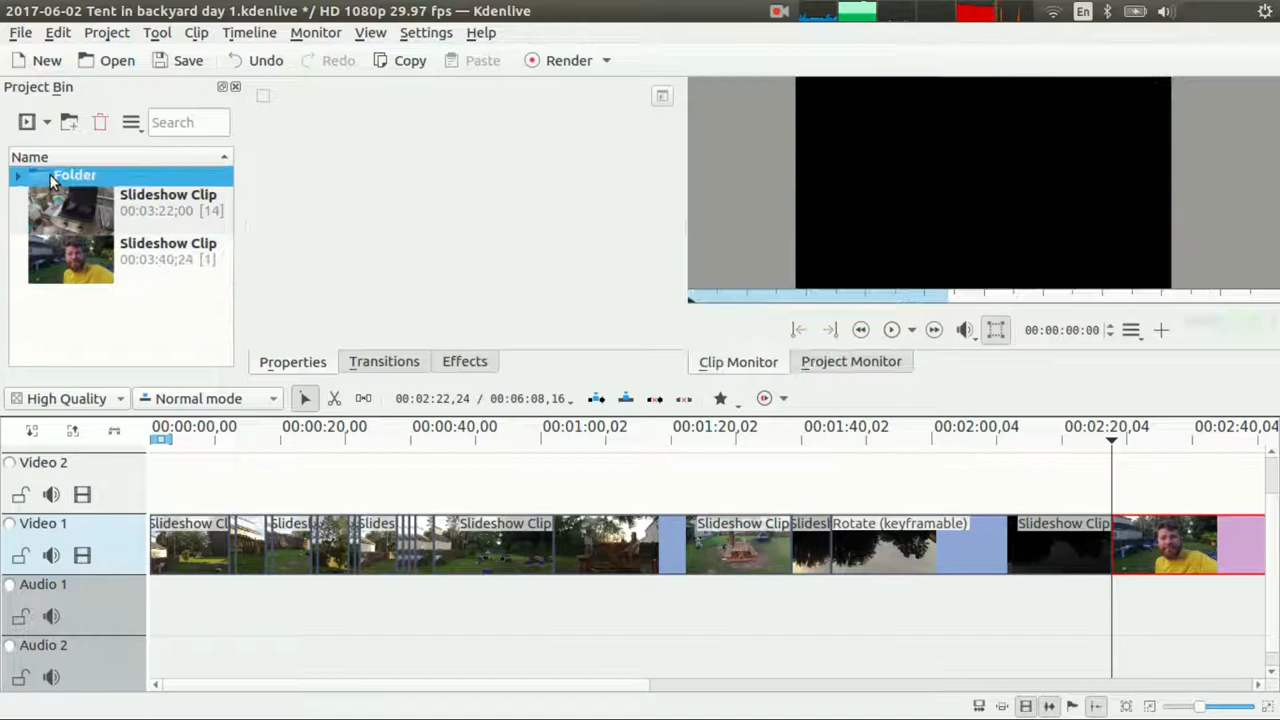 2017-06-02 Tent in backyard day 1.kdenlive */ HD 1080p 29.97 fps — Kdenlive
En
File Edit Project Tool Clip Timeline Monitor View Settings Help
New Open Save Undo Redo Copy Paste Render
Project Bin
Search
Name
Folder
Slideshow Clip
00:03:22;00 [14]
Slideshow Clip
00:03:40;24 [1]
00:00:00;00
Properties Transitions Effects Clip Monitor Project Monitor
High Quality Normal mode 00:02:22,24 / 00:06:08,16
00:00:00,00 00:00:20,00 00:00:40,00 00:01:00,02 00:01:20,02 00:01:40,02 00:02:00,04 00:02:20,04 00:02:40,04
Video 2
Video 1 Slideshow Cl Slides Slides Slideshow Clip Slideshow Clip Slides Rotate (keyframable) Slideshow Clip
Audio 1
Audio 2